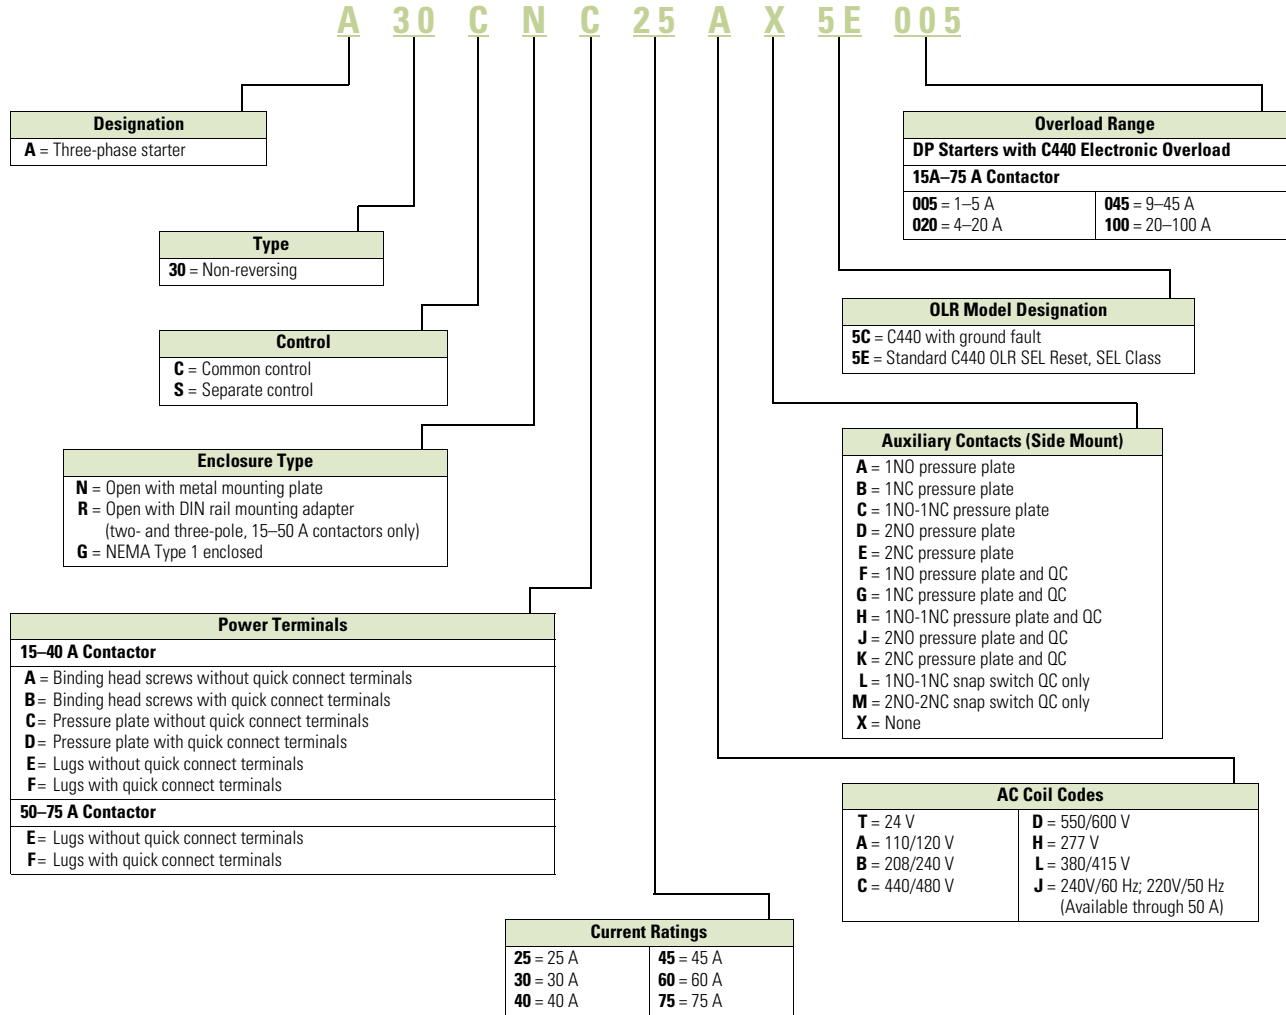 A 30 C N C 25 A X 5E 005
Designation
A = Three-phase starter
Type
30 = Non-reversing
Control
C = Common control
S = Separate control
Enclosure Type
N = Open with metal mounting plate
R = Open with DIN rail mounting adapter
(two- and three-pole, 15–50 A contactors only)
G = NEMA Type 1 enclosed
Power Terminals
15–40 A Contactor
A = Binding head screws without quick connect terminals
B = Binding head screws with quick connect terminals
C = Pressure plate without quick connect terminals
D = Pressure plate with quick connect terminals
E = Lugs without quick connect terminals
F = Lugs with quick connect terminals
50–75 A Contactor
E = Lugs without quick connect terminals
F = Lugs with quick connect terminals
Current Ratings
25 = 25 A
30 = 30 A
40 = 40 A
45 = 45 A
60 = 60 A
75 = 75 A
Overload Range
DP Starters with C440 Electronic Overload
15A–75 A Contactor
005 = 1–5 A
020 = 4–20 A
045 = 9–45 A
100 = 20–100 A
OLR Model Designation
5C = C440 with ground fault
5E = Standard C440 OLR SEL Reset, SEL Class
Auxiliary Contacts (Side Mount)
A = 1NO pressure plate
B = 1NC pressure plate
C = 1NO-1NC pressure plate
D = 2NO pressure plate
E = 2NC pressure plate
F = 1NO pressure plate and QC
G = 1NC pressure plate and QC
H = 1NO-1NC pressure plate and QC
J = 2NO pressure plate and QC
K = 2NC pressure plate and QC
L = 1NO-1NC snap switch QC only
M = 2NO-2NC snap switch QC only
X = None
AC Coil Codes
T = 24 V
A = 110/120 V
B = 208/240 V
C = 440/480 V
D = 550/600 V
H = 277 V
L = 380/415 V
J = 240V/60 Hz; 220V/50 Hz
(Available through 50 A)